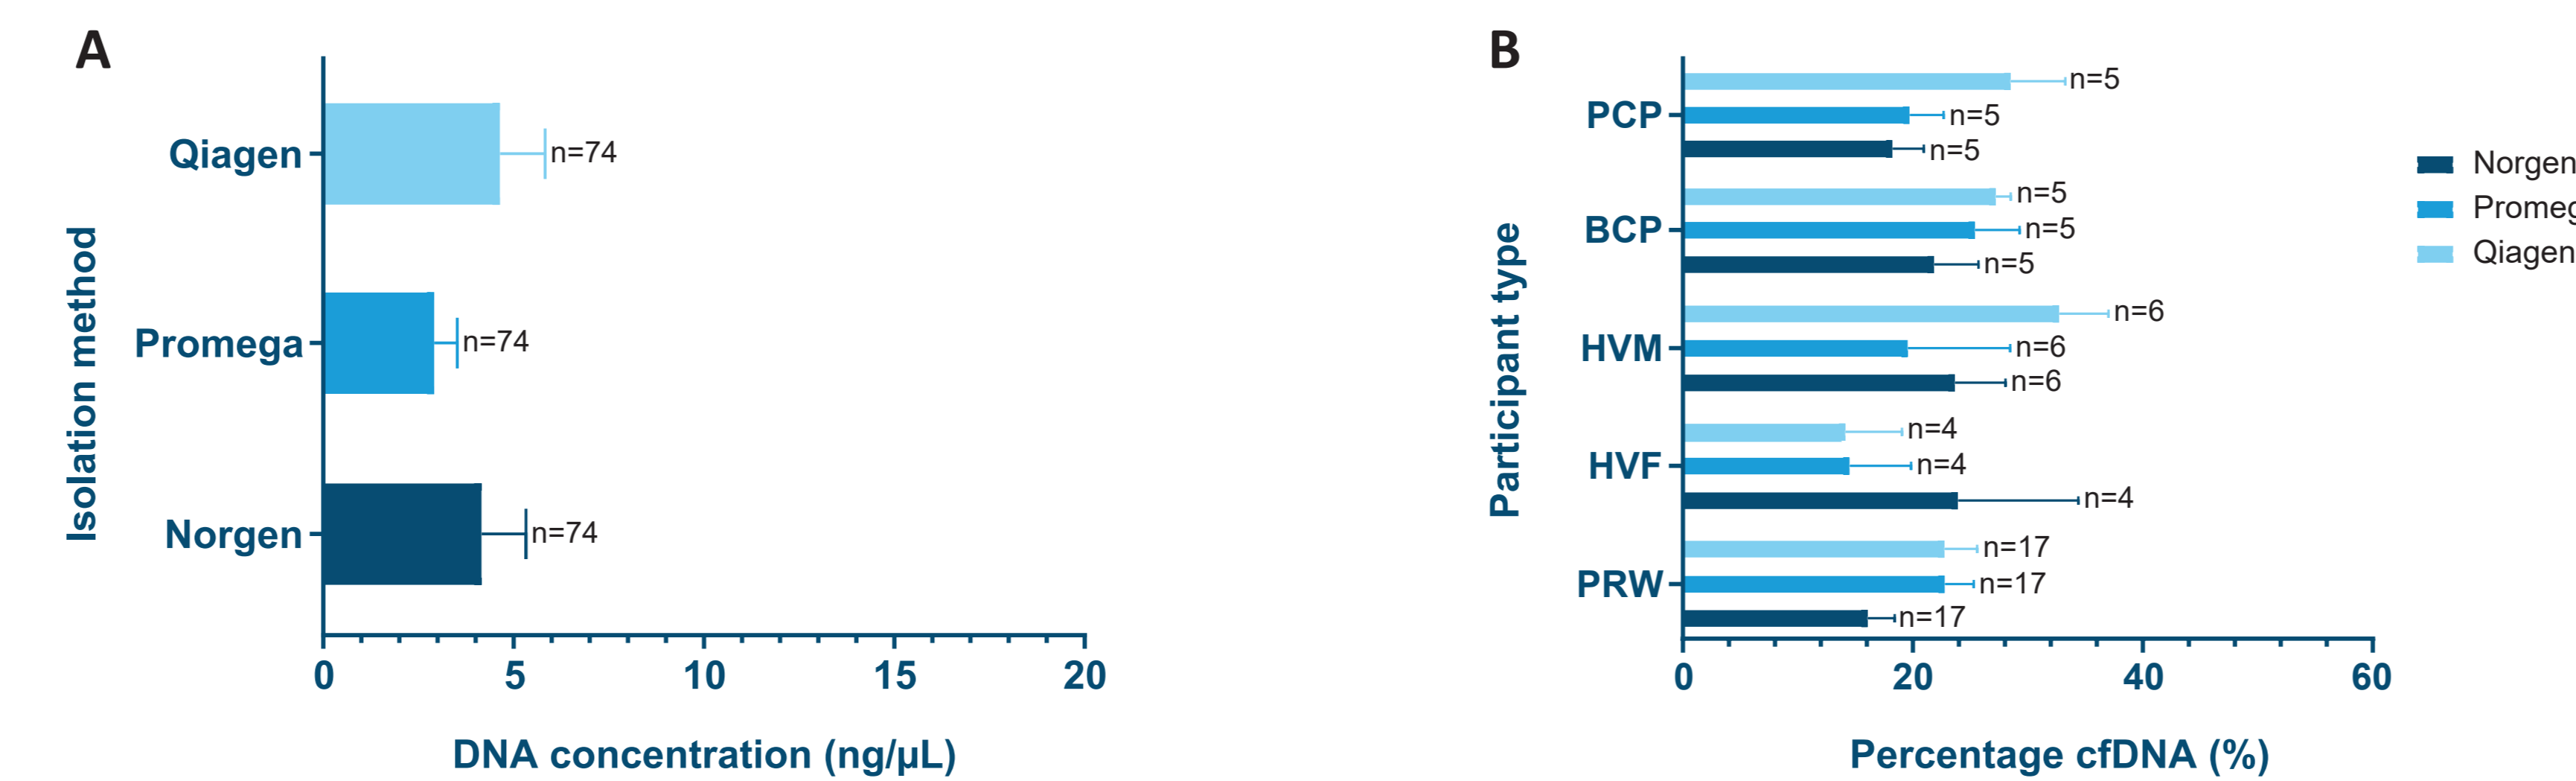 A
Isolation method
Qiagen
n=74
Promega
n=74
Norgen
n=74
0 5 10 15 20
DNA concentration (ng/µL)
B
Participant type
n=5
PCP
n=5
n=5
n=5
BCP
n=5
n=5
n=6
HVM
n=6
n=6
n=4
HVF
n=4
n=4
n=17
PRW
n=17
n=17
0 20 40 60
Percentage cfDNA (%)
Norgen
Promeg
Qiagen